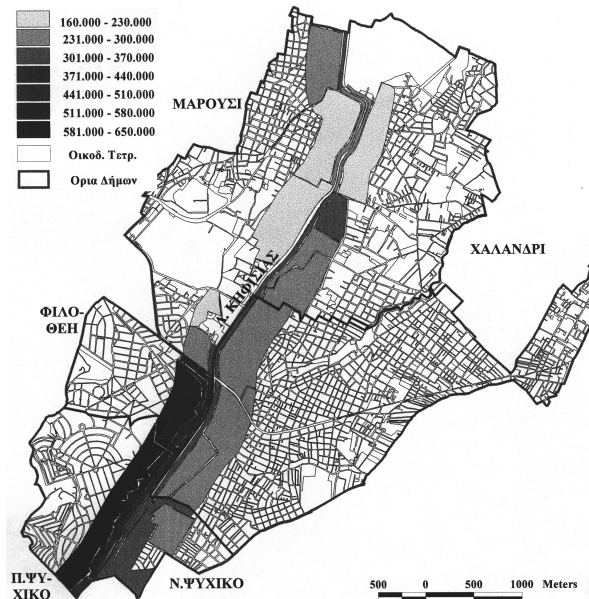 160.000 - 230.000
231.000 - 300.000
301.000 - 370.000
371.000 - 440.000
441.000 - 510.000
511.000 - 580.000
581.000 - 650.000
Οικοδ. Τετρ.
Ορια Δήμων
ΜΑΡΟΥΣΙ
ΧΑΛΑΝΔΡΙ
Λ. ΚΗΦΙΣΙΑΣ
ΦΙΛΟ-
ΘΕΗ
Π.ΨΥ-
ΧΙΚΟ
Ν.ΨΥΧΙΚΟ
500 0 500 1000 Meters